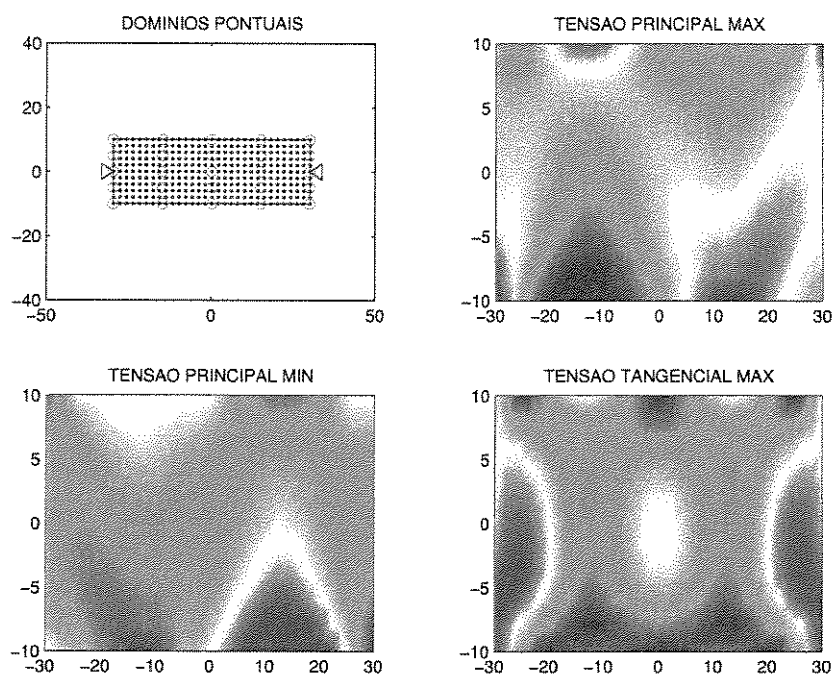 DOMINIOS PONTUAIS
40
20
0
−20
−40
−50 0 50
TENSAO PRINCIPAL MAX
10
5
0
−5
−10
−30 −20 −10 0 10 20 30
TENSAO PRINCIPAL MIN
10
5
0
−5
−10
−30 −20 −10 0 10 20 30
TENSAO TANGENCIAL MAX
10
5
0
−5
−10
−30 −20 −10 0 10 20 30